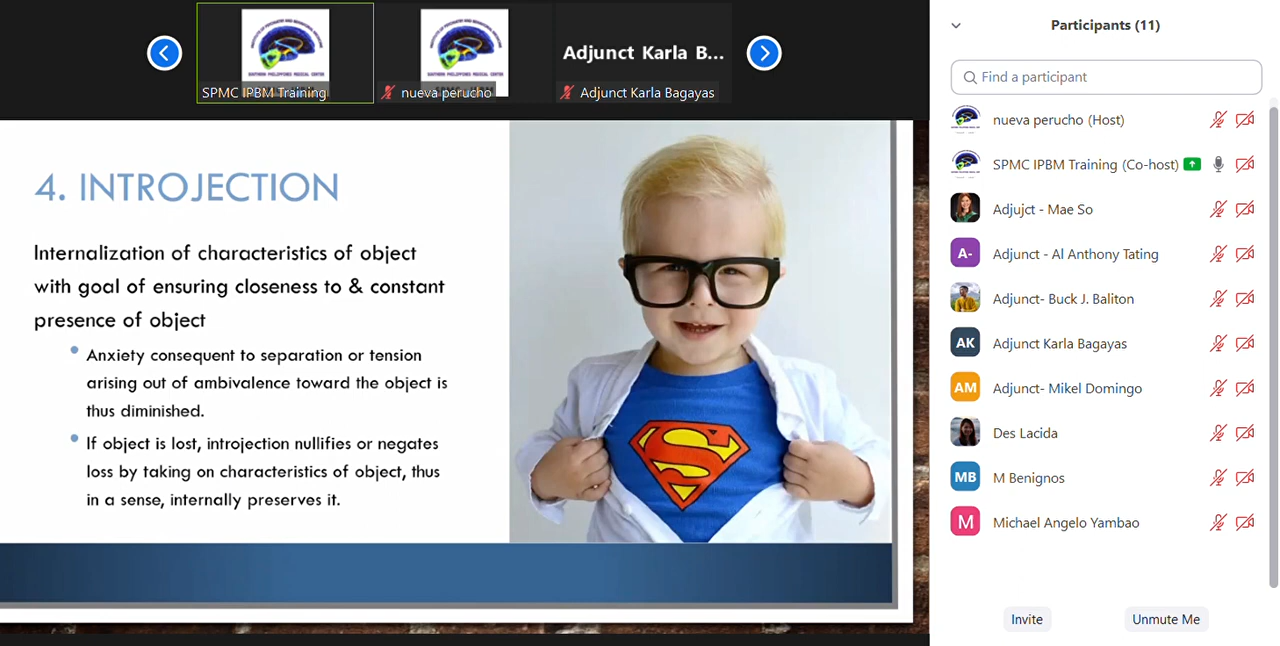 Adjunct Karla B...
SPMC IPBM Training
nueva perucho
Adjunct Karla Bagayas
4. INTROJECTION
Internalization of characteristics of object
with goal of ensuring closeness to & constant
presence of object
Anxiety consequent to separation or tension
arising out of ambivalence toward the object is
thus diminished.
If object is lost, introjection nullifies or negates
loss by taking on characteristics of object, thus
in a sense, internally preserves it.
S
Participants (11)
Find a participant
nueva perucho (Host)
SPMC IPBM Training (Co-host)
Adjujct - Mae So
A- Adjunct - Al Anthony Tating
Adjunct- Buck J. Baliton
AK Adjunct Karla Bagayas
AM Adjunct- Mikel Domingo
Des Lacida
MB M Benignos
M Michael Angelo Yambao
Invite
Unmute Me